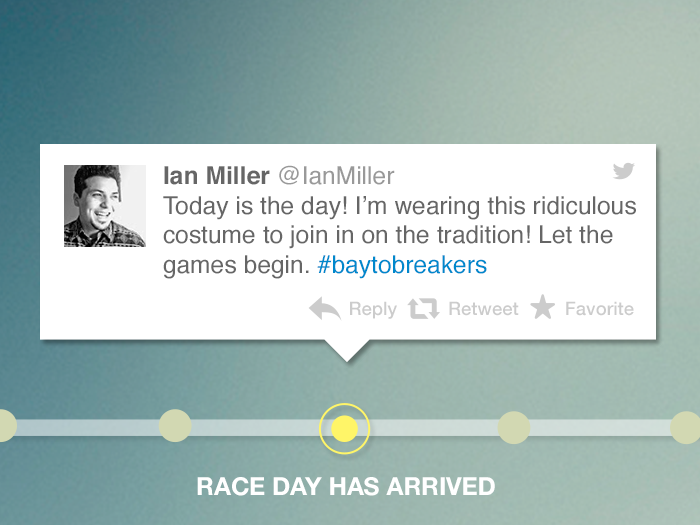 Ian Miller @IanMiller
Today is the day! I'm wearing this ridiculous
costume to join in on the tradition! Let the
games begin. #baytobreakers
Reply Retweet Favorite
RACE DAY HAS ARRIVED